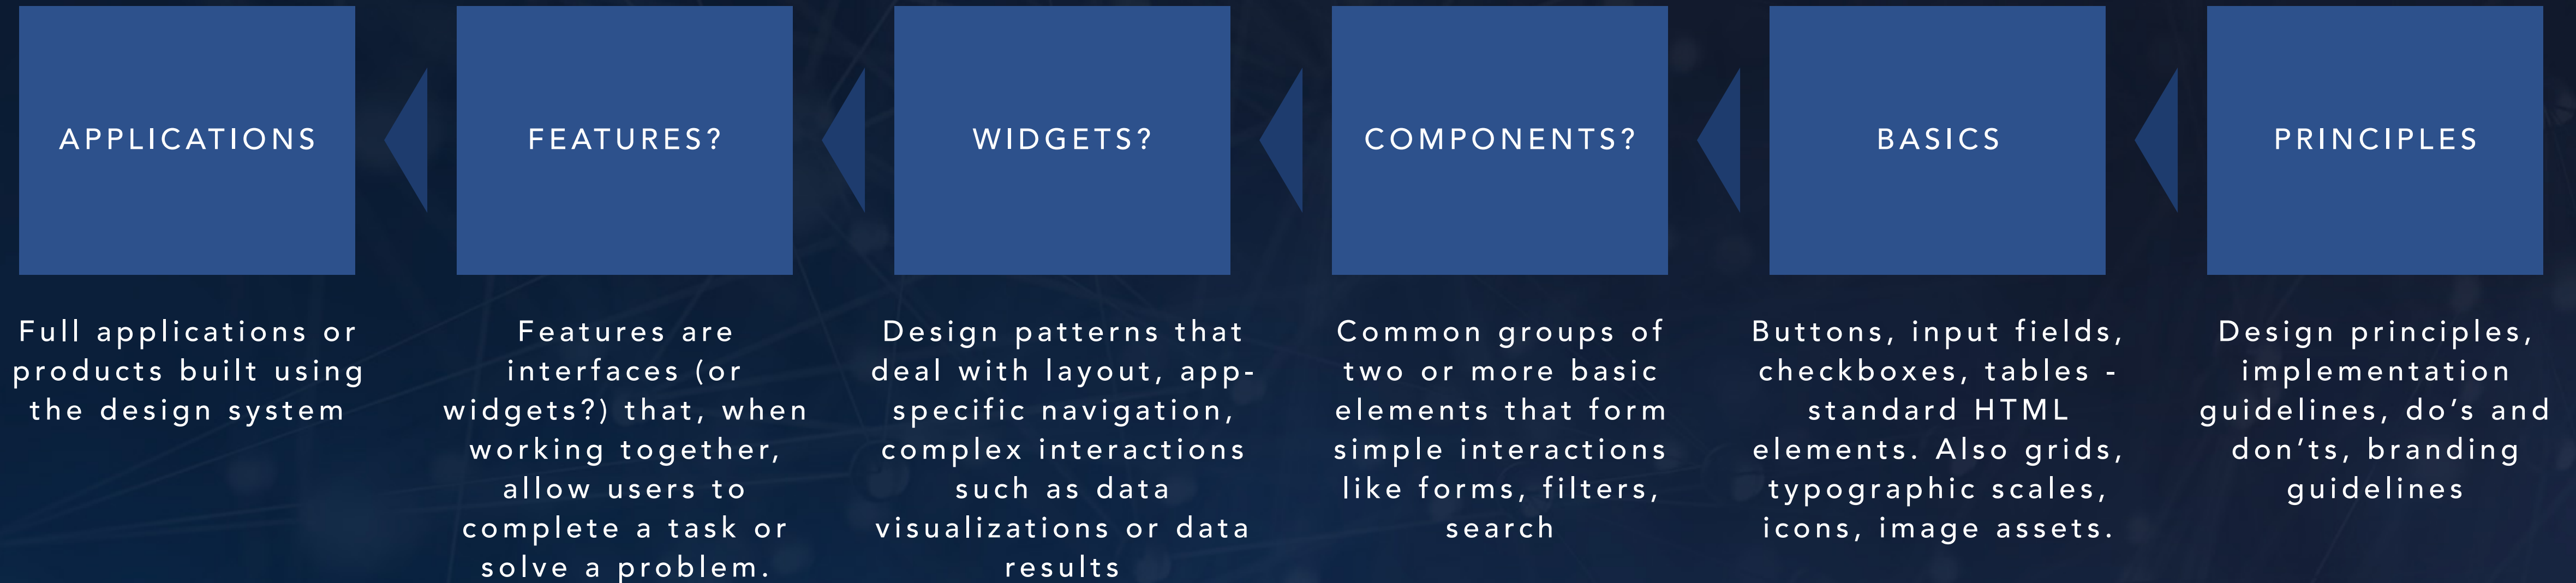 APPLICATIONS
FEATURES?
WIDGETS?
COMPONENTS?
BASICS
PRINCIPLES
Full applications or
products built using
the design system
Features are
interfaces (or
widgets?) that, when
working together,
allow users to
complete a task or
solve a problem.
Design patterns that
deal with layout, app-
specific navigation,
complex interactions
such as data
visualizations or data
results
Common groups of
two or more basic
elements that form
simple interactions
like forms, filters,
search
Buttons, input fields,
checkboxes, tables -
standard HTML
elements. Also grids,
typographic scales,
icons, image assets.
Design principles,
implementation
guidelines, do’s and
don’ts, branding
guidelines